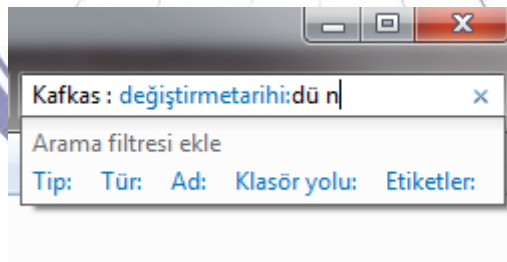 Kafkas : değiştirmetarihi:dü n
Arama filtresi ekle
Tip: Tür: Ad: Klasör yolu: Etiketler: